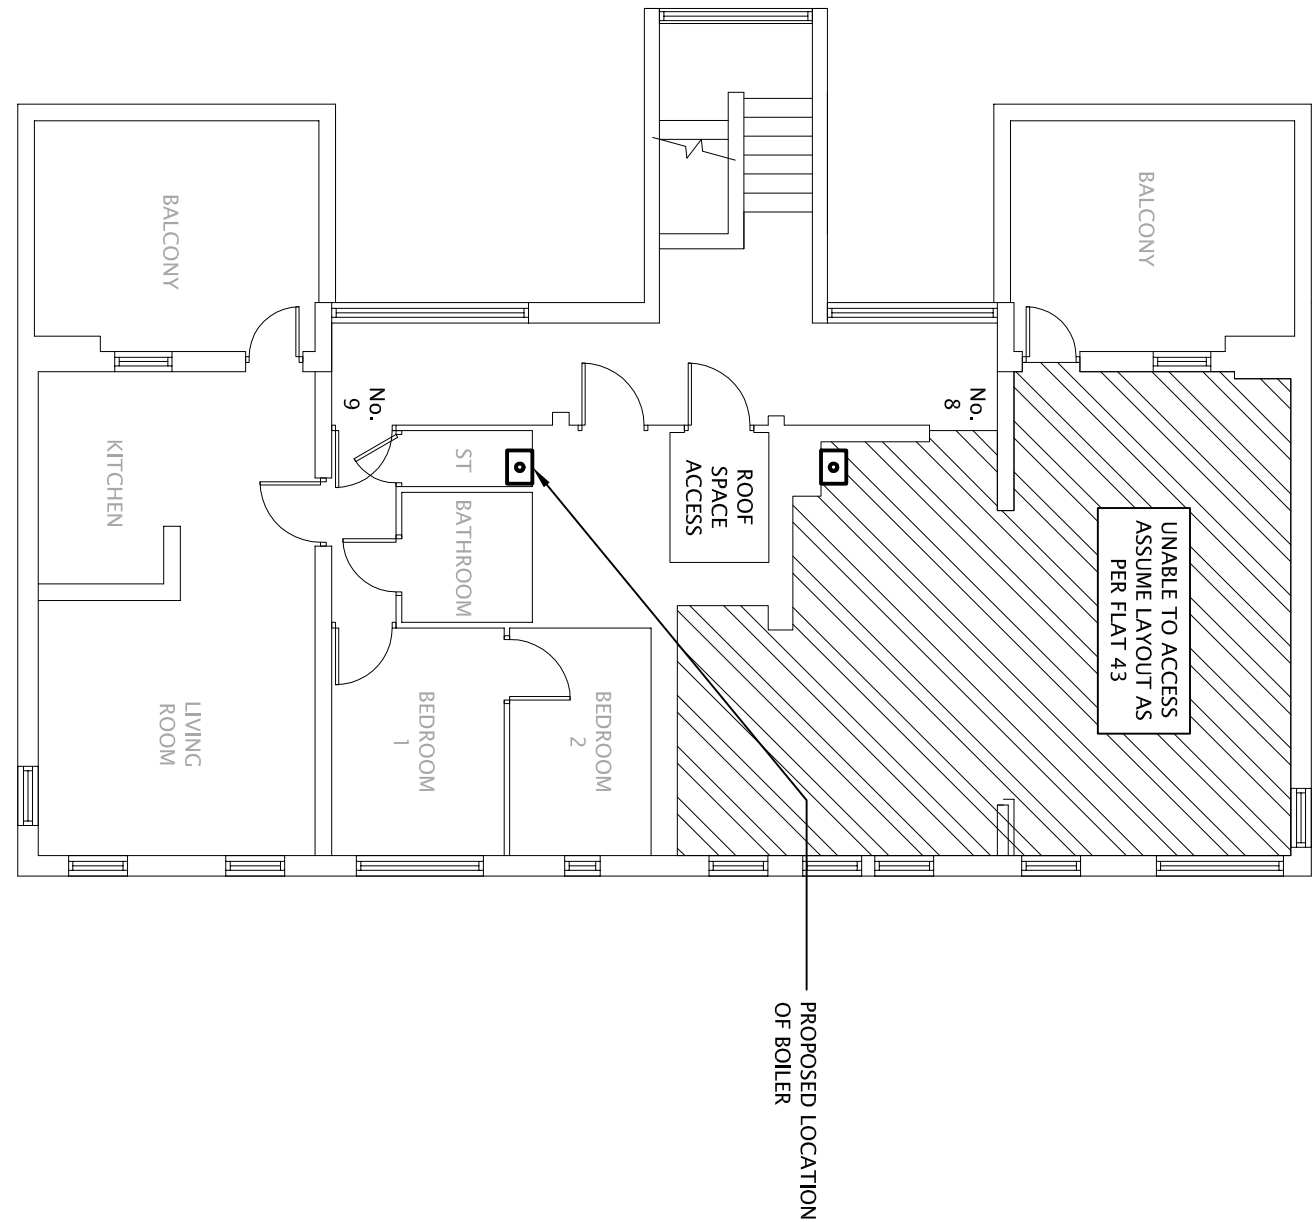 BALCONY
BALCONY
No.
9
No.
8
KITCHEN
ST
ROOF
SPACE
ACCESS
BATHROOM
UNABLE TO ACCESS
ASSUME LAYOUT AS
PER FLAT 43
LIVING
ROOM
BEDROOM
1
BEDROOM
2
PROPOSED LOCATION
OF BOILER